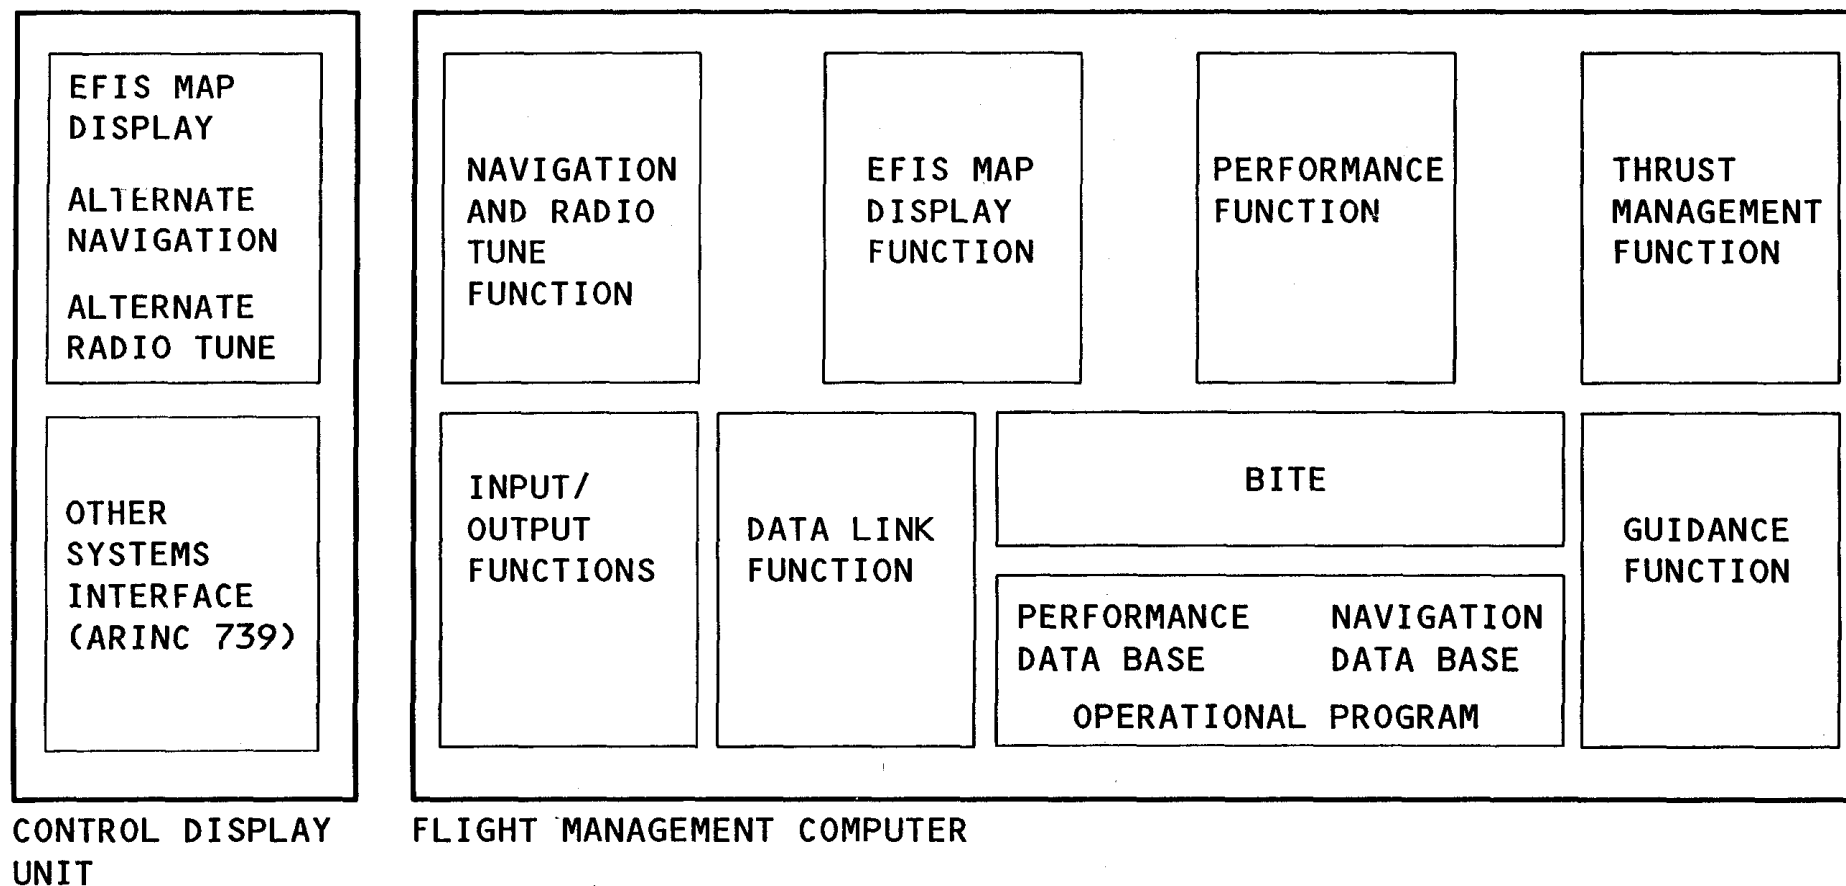 EFIS MAP
DISPLAY
ALTERNATE
NAVIGATION
ALTERNATE
RADIO TUNE
OTHER
SYSTEMS
INTERFACE
(ARINC 739)
CONTROL DISPLAY
UNIT
NAVIGATION
AND RADIO
TUNE
FUNCTION
EFIS MAP
DISPLAY
FUNCTION
PERFORMANCE
FUNCTION
THRUST
MANAGEMENT
FUNCTION
INPUT/
OUTPUT
FUNCTIONS
DATA LINK
FUNCTION
BITE
PERFORMANCE
DATA BASE
NAVIGATION
DATA BASE
OPERATIONAL PROGRAM
GUIDANCE
FUNCTION
FLIGHT MANAGEMENT COMPUTER